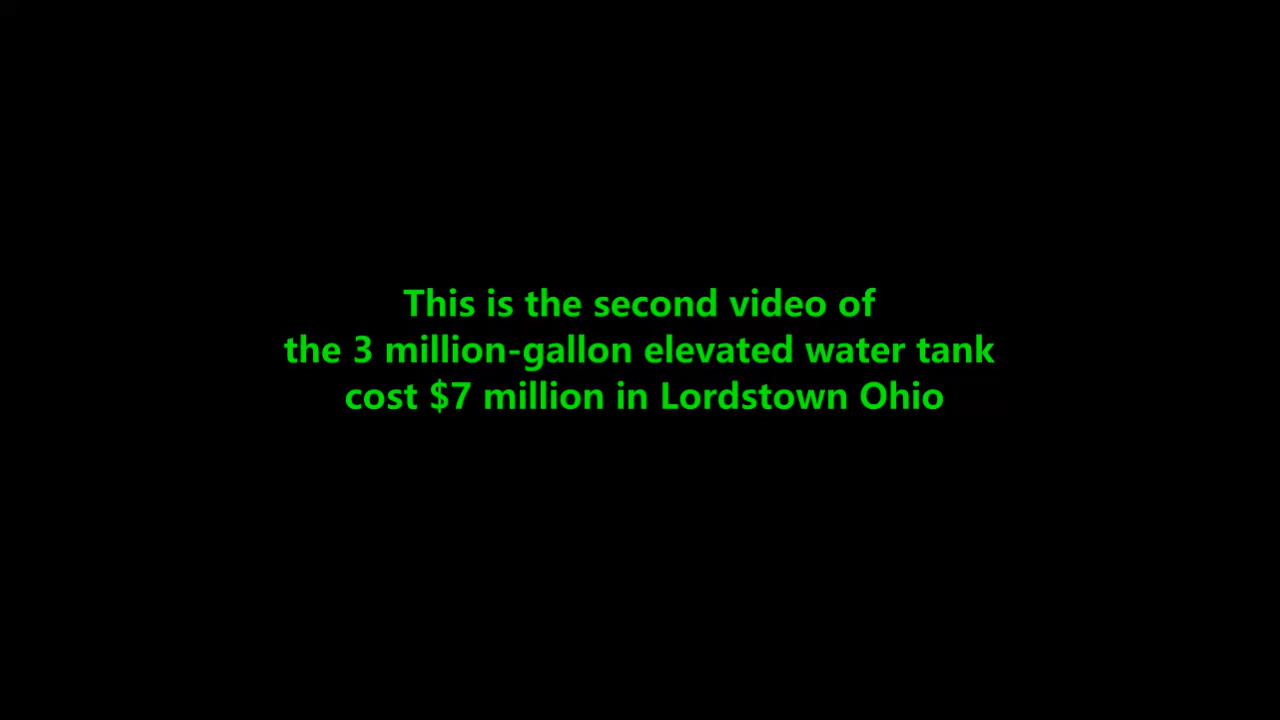 This is the second video of
the 3 million-gallon elevated water tank
cost $7 million in Lordstown Ohio